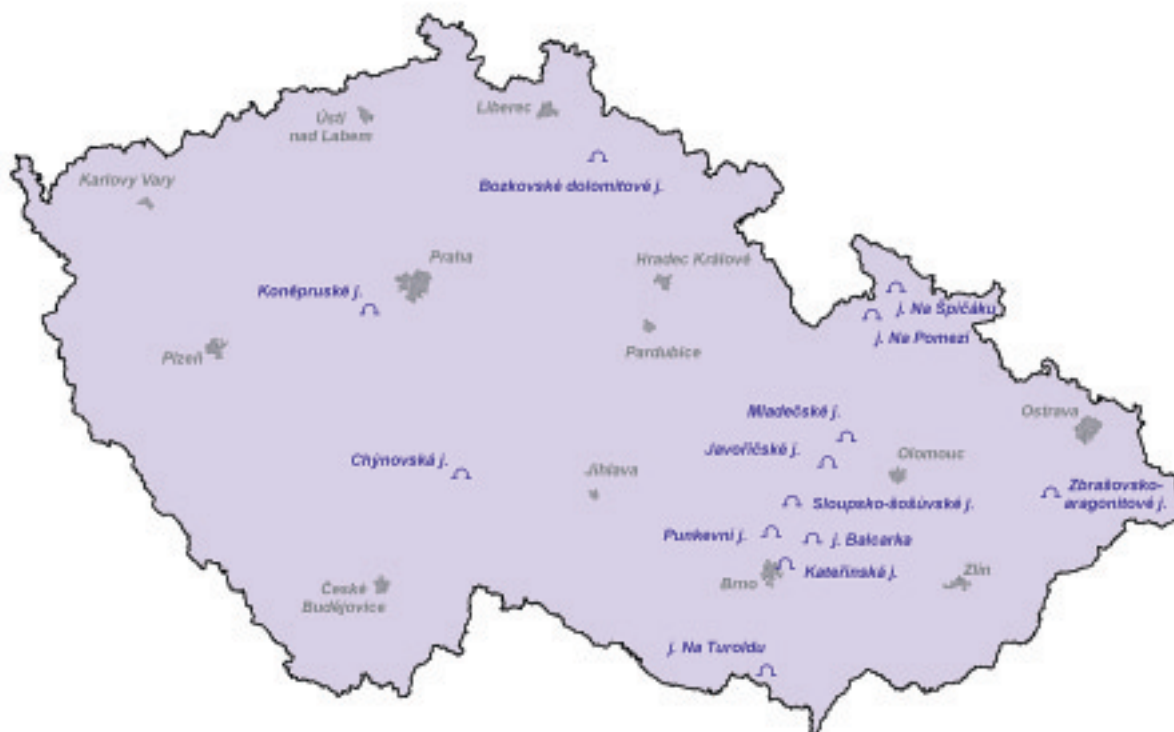 Liberec
Ústí
nad Labem
Karlovy Vary
Bozkovské dolomitové j.
Praha
Hradec Králové
Koněpruské j.
j. Na Špičáku
j. Na Pomezí
Plzeň
Pardubice
Mladečské j.
Ostrava
Javoříčské j.
Chýnovská j.
Jihlava
Olomouc
Zbrašovsko-
aragonitové j.
Sloupsko-šošůvské j.
Punkevní j.
j. Balcarka
Kateřinská j.
Brno
Zlín
České
Budějovice
j. Na Turoldu